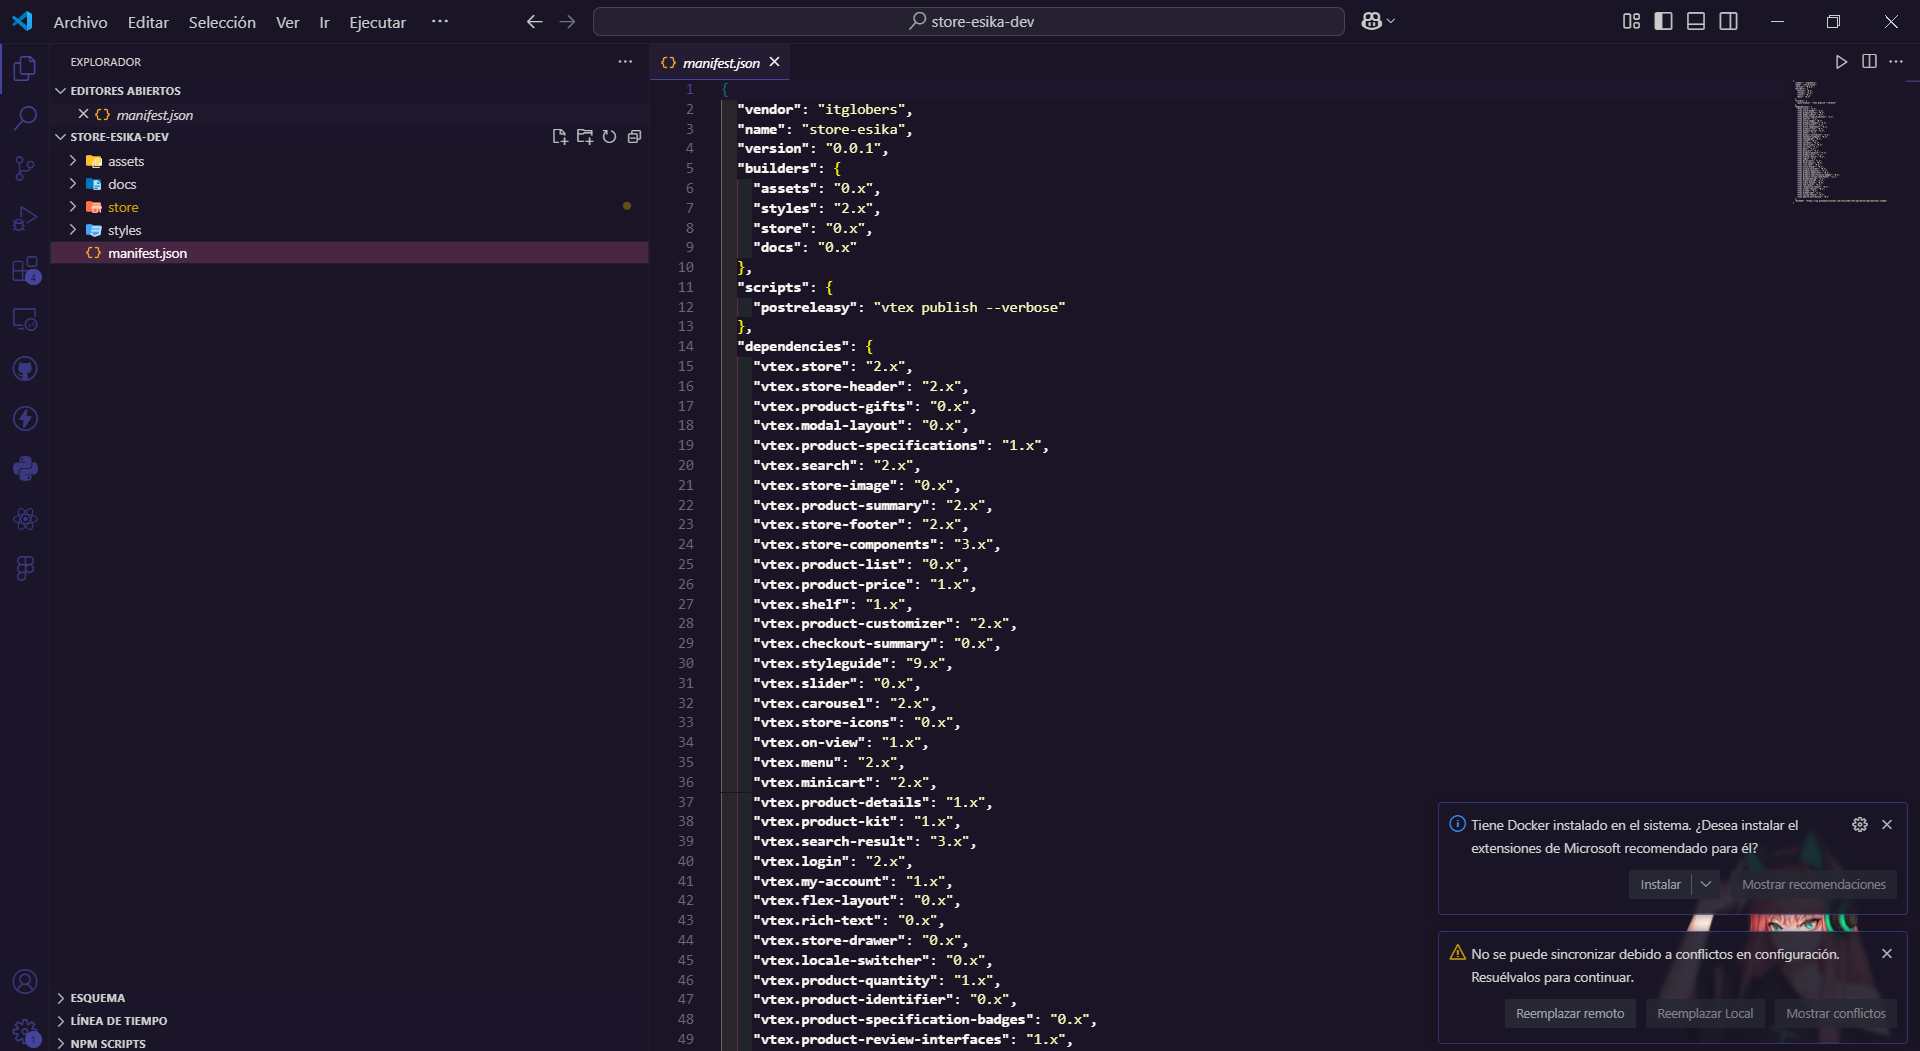 Archivo Editar Selección Ver Ir Ejecutar ··· store-esika-dev
EXPLORADOR
EDITORES ABIERTOS
{} manifest.json
STORE-ESIKA-DEV
assets
docs
store
styles
{} manifest.json
ESQUEMA
LÍNEA DE TIEMPO
NPM SCRIPTS
4
1
{} manifest.json
1 {
2 "vendor": "itglobers",
3 "name": "store-esika",
4 "version": "0.0.1",
5 "builders": {
6 "assets": "0.x",
7 "styles": "2.x",
8 "store": "0.x",
9 "docs": "0.x"
10 },
11 "scripts": {
12 "postreleasy": "vtex publish --verbose"
13 },
14 "dependencies": {
15 "vtex.store": "2.x",
16 "vtex.store-header": "2.x",
17 "vtex.product-gifts": "0.x",
18 "vtex.modal-layout": "0.x",
19 "vtex.product-specifications": "1.x",
20 "vtex.search": "2.x",
21 "vtex.store-image": "0.x",
22 "vtex.product-summary": "2.x",
23 "vtex.store-footer": "2.x",
24 "vtex.store-components": "3.x",
25 "vtex.product-list": "0.x",
26 "vtex.product-price": "1.x",
27 "vtex.shelf": "1.x",
28 "vtex.product-customizer": "2.x",
29 "vtex.checkout-summary": "0.x",
30 "vtex.styleguide": "9.x",
31 "vtex.slider": "0.x",
32 "vtex.carousel": "2.x",
33 "vtex.store-icons": "0.x",
34 "vtex.on-view": "1.x",
35 "vtex.menu": "2.x",
36 "vtex.minicart": "2.x",
37 "vtex.product-details": "1.x",
38 "vtex.product-kit": "1.x",
39 "vtex.search-result": "3.x",
40 "vtex.login": "2.x",
41 "vtex.my-account": "1.x",
42 "vtex.flex-layout": "0.x",
43 "vtex.rich-text": "0.x",
44 "vtex.store-drawer": "0.x",
45 "vtex.locale-switcher": "0.x",
46 "vtex.product-quantity": "1.x",
47 "vtex.product-identifier": "0.x",
48 "vtex.product-specification-badges": "0.x",
49 "vtex.product-review-interfaces": "1.x",
Tiene Docker instalado en el sistema. ¿Desea instalar el
extensiones de Microsoft recomendado para él?
Instalar Mostrar recomendaciones
No se puede sincronizar debido a conflictos en configuración.
Resuélvalos para continuar.
Reemplazar remoto Reemplazar Local Mostrar conflictos